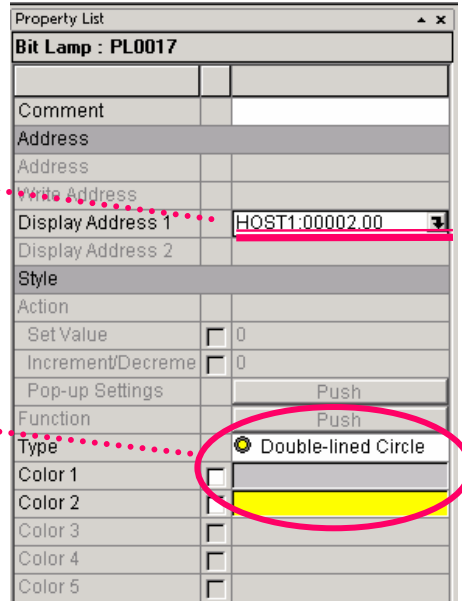 Property List
Bit Lamp : PL0017
Comment
Address
Address
Write Address
Display Address 1 HOST1:00002.00
Display Address 2
Style
Action
Set Value 0
Increment/Decreme 0
Pop-up Settings Push
Function Push
Type Double-lined Circle
Color 1
Color 2
Color 3
Color 4
Color 5